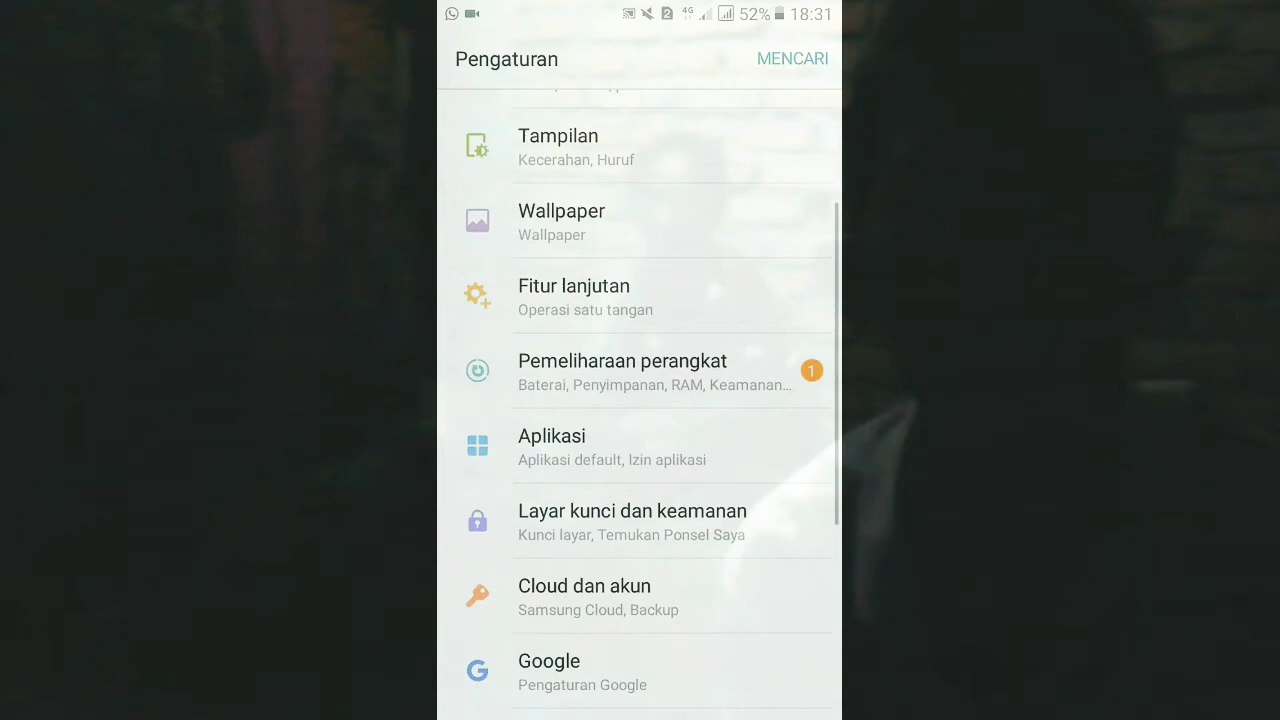 4G 52% 18:31
Pengaturan MENCARI
Tampilan
Kecerahan, Huruf
Wallpaper
Wallpaper
Fitur lanjutan
Operasi satu tangan
Pemeliharaan perangkat
Baterai, Penyimpanan, RAM, Keamanan... 1
Aplikasi
Aplikasi default, Izin aplikasi
Layar kunci dan keamanan
Kunci layar, Temukan Ponsel Saya
Cloud dan akun
Samsung Cloud, Backup
Google
Pengaturan Google